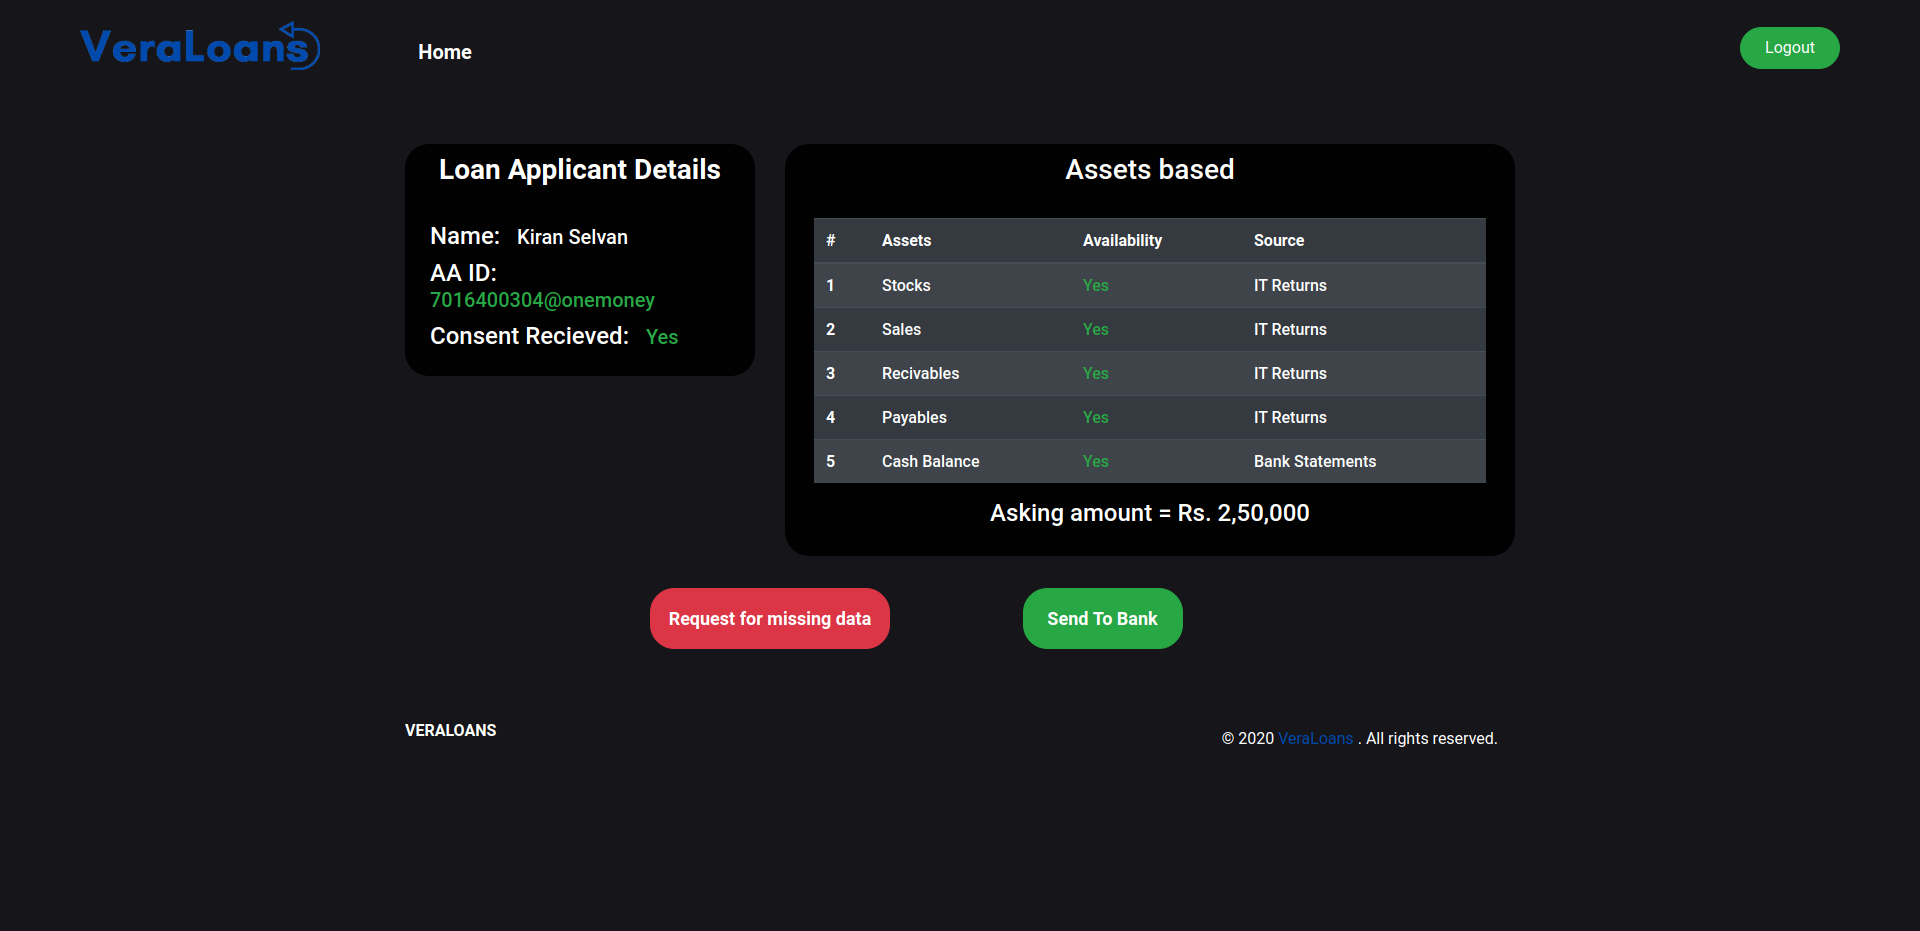 VeraLoans
Home
Logout
Loan Applicant Details
Name: Kiran Selvan
AA ID:
7016400304@onemoney
Consent Recieved: Yes
Assets based
# Assets Availability Source
1 Stocks Yes IT Returns
2 Sales Yes IT Returns
3 Recivables Yes IT Returns
4 Payables Yes IT Returns
5 Cash Balance Yes Bank Statements
Asking amount = Rs. 2,50,000
Request for missing data
Send To Bank
VERALOANS
© 2020 VeraLoans . All rights reserved.